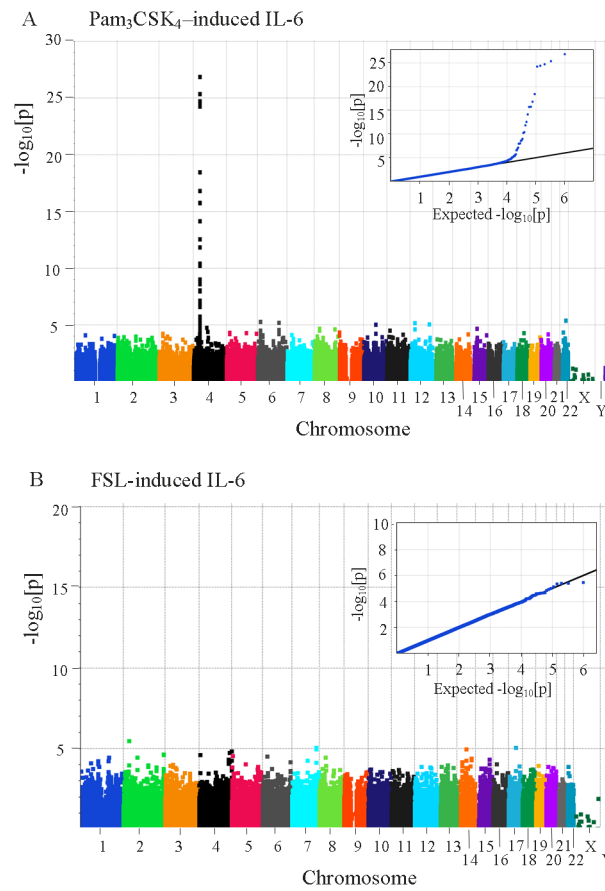 A Pam₃CSK₄–induced IL-6
30
25
20
15
10
5
-log₁₀[p]
25
20
15
10
5
-log₁₀[p]
1 2 3 4 5 6
Expected -log₁₀[p]
1 2 3 4 5 6 7 8 9 10 11 12 13 14 15 16 17 18 19 20 21 22 X Y
Chromosome
B FSL-induced IL-6
20
15
10
5
-log₁₀[p]
10
8
6
4
2
-log₁₀[p]
1 2 3 4 5 6
Expected -log₁₀[p]
1 2 3 4 5 6 7 8 9 10 11 12 13 14 15 16 17 18 19 20 21 22 X Y
Chromosome